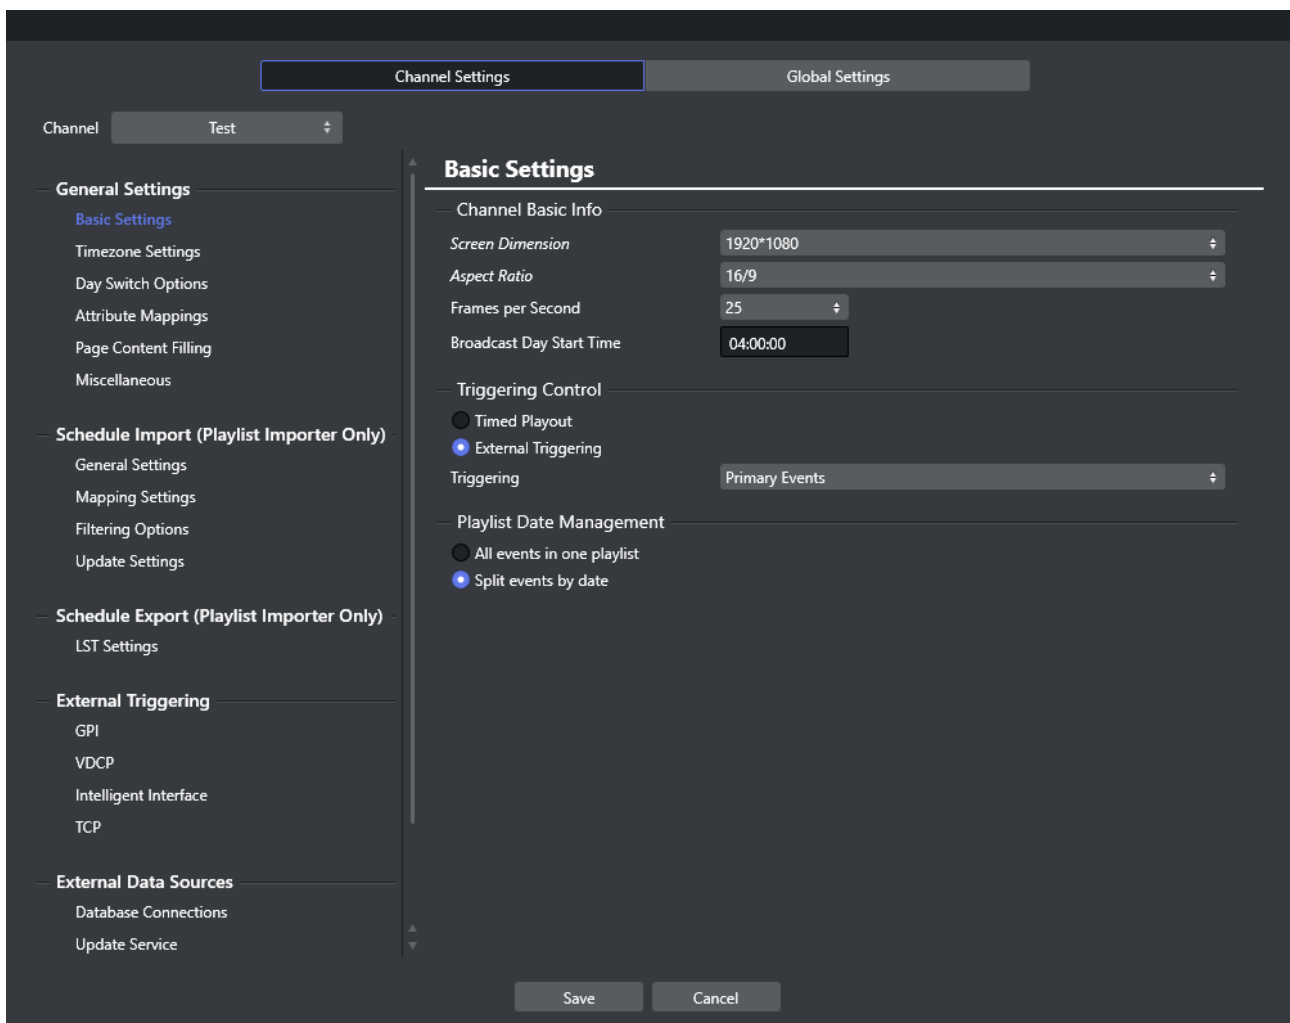 Channel Settings
Global Settings
Channel
Test
General Settings
Basic Settings
Timezone Settings
Day Switch Options
Attribute Mappings
Page Content Filling
Miscellaneous
Schedule Import (Playlist Importer Only)
General Settings
Mapping Settings
Filtering Options
Update Settings
Schedule Export (Playlist Importer Only)
LST Settings
External Triggering
GPI
VDCP
Intelligent Interface
TCP
External Data Sources
Database Connections
Update Service
Basic Settings
Channel Basic Info
Screen Dimension 1920*1080
Aspect Ratio 16/9
Frames per Second 25
Broadcast Day Start Time 04:00:00
Triggering Control
Timed Playout
External Triggering
Triggering Primary Events
Playlist Date Management
All events in one playlist
Split events by date
Save
Cancel